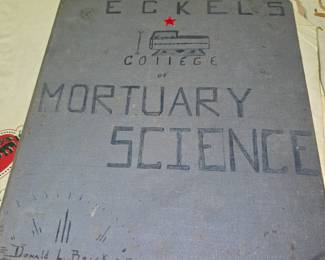 ECKELS
COllEGE
OF
MORTUARY
SCIENCE
Donald L.